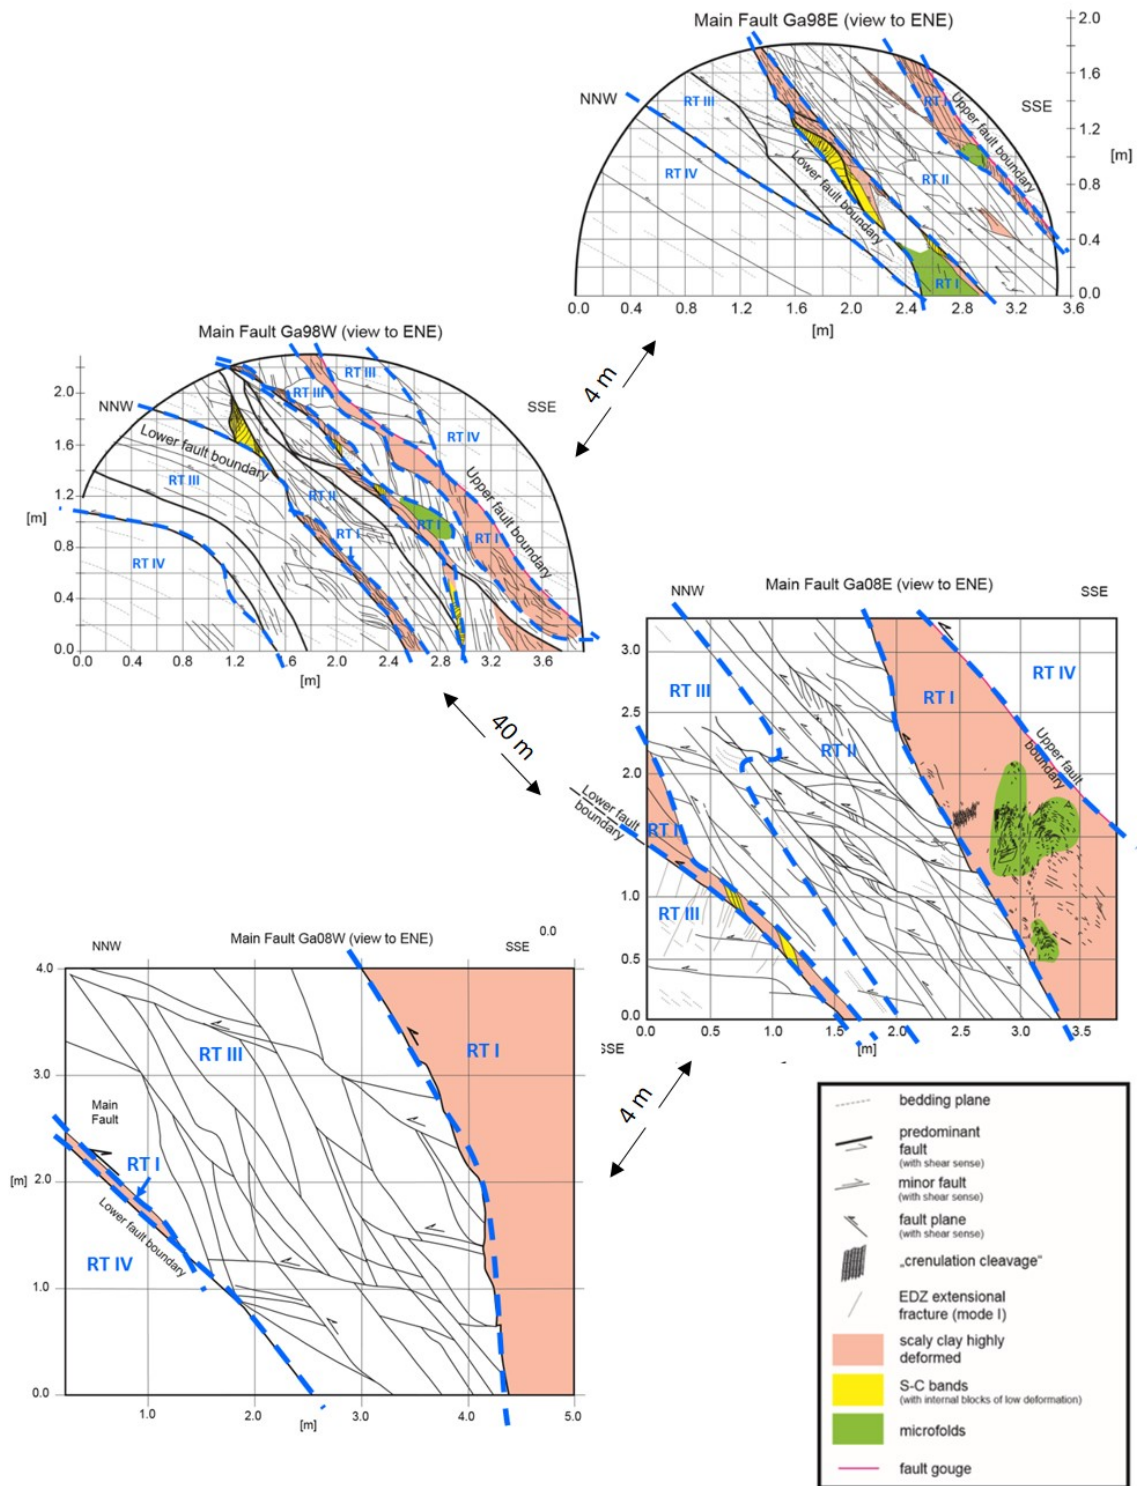 Main Fault Ga98E (view to ENE)
2.0
1.6
1.2
[m]
0.8
0.4
0.0
NNW
SSE
RT III
RT IV
RT I
RT II
RT I
Upper fault boundary
Lower fault boundary
0.0 0.4 0.8 1.2 1.6 2.0 2.4 2.8 3.2 3.6
[m]
4 m
Main Fault Ga98W (view to ENE)
2.0
1.6
1.2
[m]
0.8
0.4
0.0
NNW
SSE
RT III
RT III
RT IV
Lower fault boundary
RT III
RT II
RT I
RT I
RT I
RT IV
Upper fault boundary
0.0 0.4 0.8 1.2 1.6 2.0 2.4 2.8 3.2 3.6
[m]
40 m
Main Fault Ga08E (view to ENE)
NNW
SSE
3.0
2.5
2.0
1.0
0.5
0.0
RT III
RT II
RT I
RT IV
Upper fault
boundary
Lower fault
boundary
RT I
RT III
0.0 0.5 1.0 1.5 2.0 2.5 3.0 3.5
[m]
SSE
4 m
0.0
Main Fault Ga08W (view to ENE)
NNW
SSE
4.0
3.0
[m]
2.0
1.0
0.0
RT III
RT I
Main
Fault
RT I
Lower fault boundary
RT IV
1.0 2.0 3.0 4.0 5.0
[m]
bedding plane
predominant
fault
(with shear sense)
minor fault
(with shear sense)
fault plane
(with shear sense)
„crenulation cleavage“
EDZ extensional
fracture (mode I)
scaly clay highly
deformed
S-C bands
(with internal blocks of low deformation)
microfolds
fault gouge